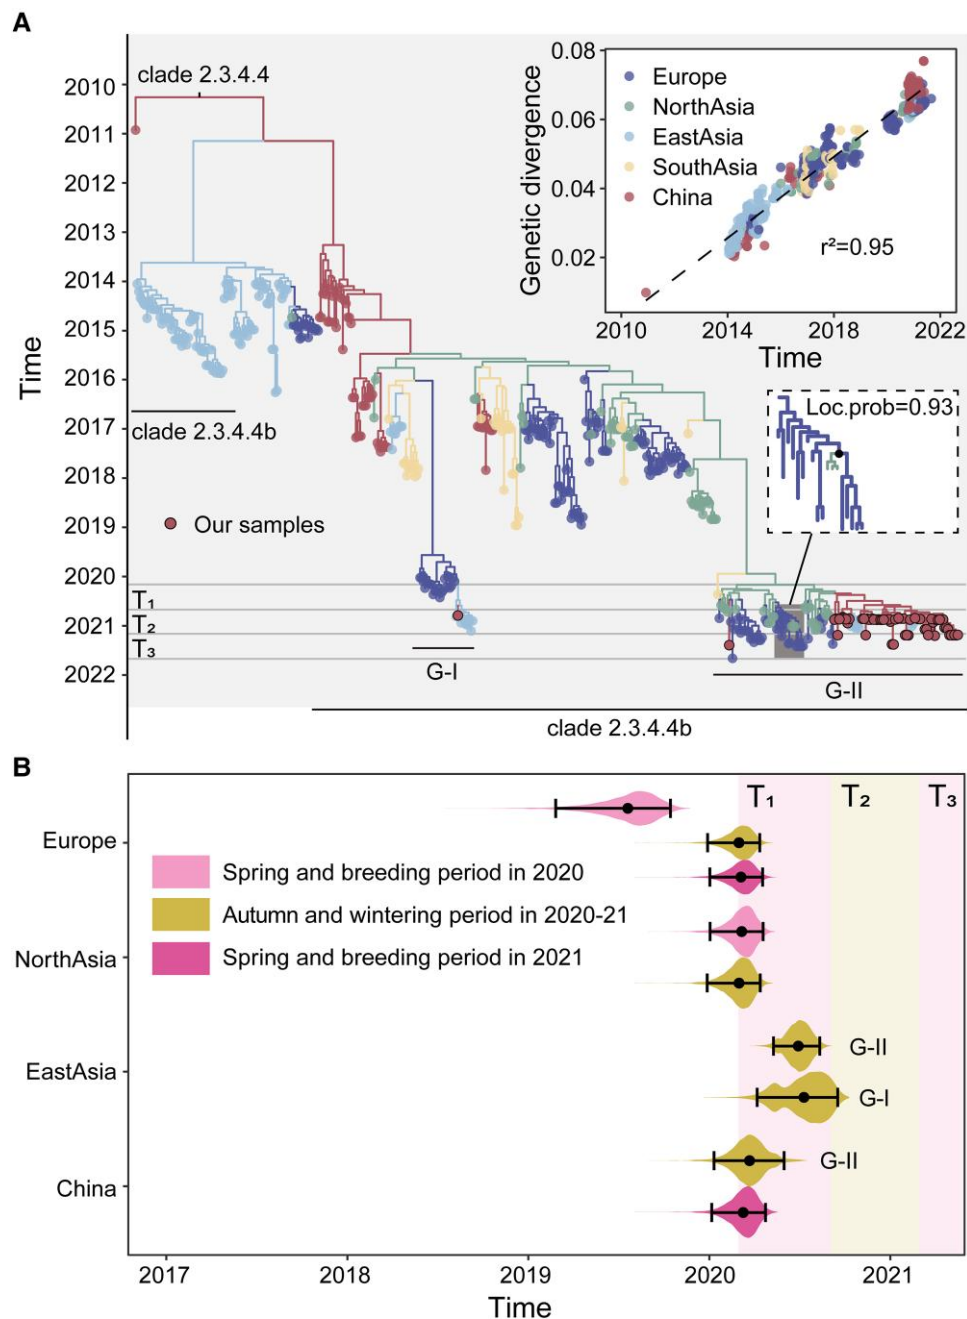 A
clade 2.3.4.4
2010
2011
2012
2013
2014
2015
2016
2017
2018
2019
2020
2021
2022
Time
T₁
T₂
T₃
clade 2.3.4.4b
Our samples
G-I
G-II
clade 2.3.4.4b
Loc.prob=0.93
Genetic divergence
0.08
0.06
0.04
0.02
Europe
NorthAsia
EastAsia
SouthAsia
China
r²=0.95
2010
2014
2018
2022
Time
B
T₁
T₂
T₃
Europe
NorthAsia
EastAsia
China
Spring and breeding period in 2020
Autumn and wintering period in 2020-21
Spring and breeding period in 2021
G-II
G-I
G-II
2017
2018
2019
2020
2021
Time